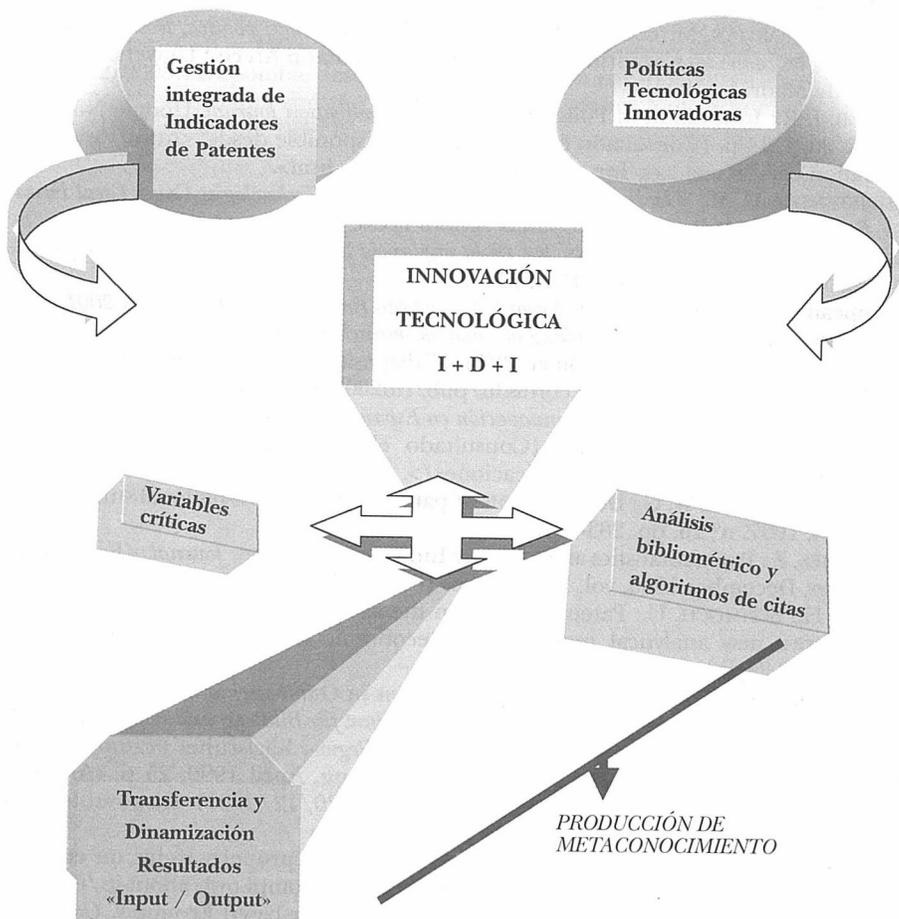 Gestión
integrada de
Indicadores
de Patentes
Políticas
Tecnológicas
Innovadoras
INNOVACIÓN
TECNOLÓGICA
I + D + I
Variables
críticas
Análisis
bibliométrico y
algoritmos de citas
Transferencia y
Dinamización
Resultados
«Input / Output»
PRODUCCIÓN DE
METACONOCIMIENTO